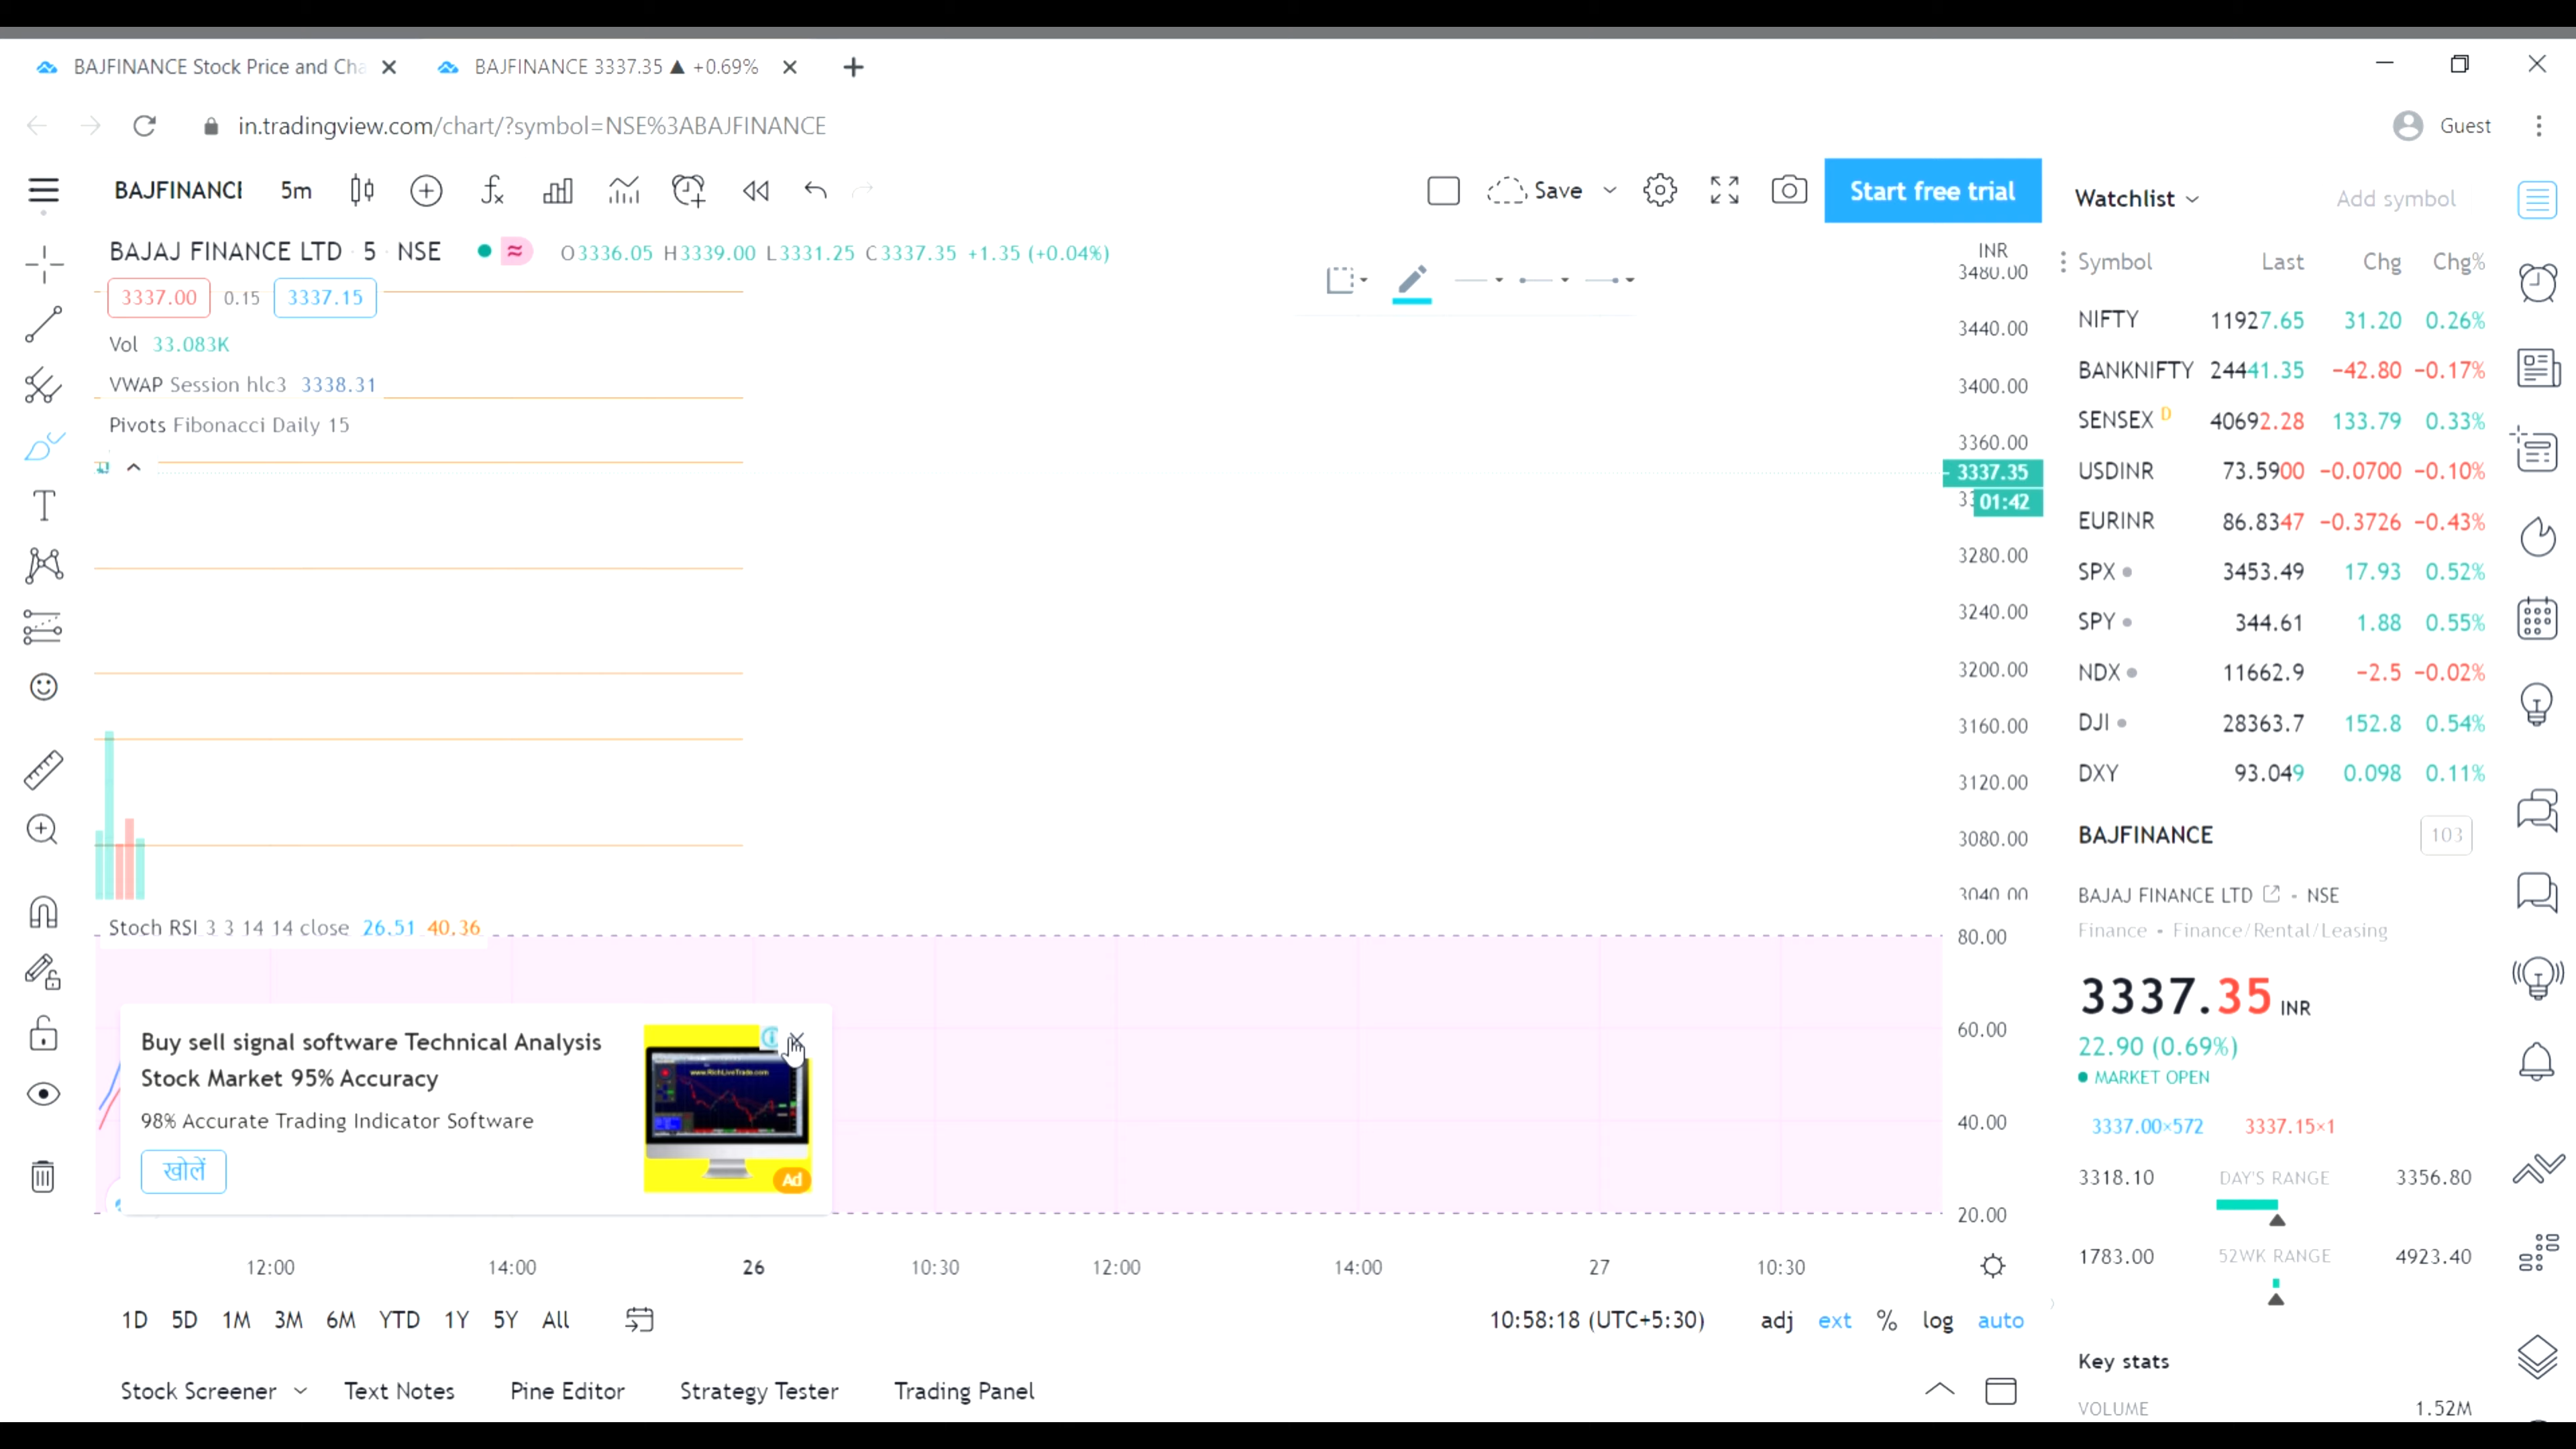 BAJFINANCE Stock Price and Cha
BAJFINANCE 3337.35 ▲ +0.69%
in.tradingview.com/chart/?symbol=NSE%3ABAJFINANCE
Guest
BAJFINANCE
5m
Save
Start free trial
Watchlist
Add symbol
BAJAJ FINANCE LTD · 5 · NSE
O3336.05 H3339.00 L3331.25 C3337.35 +1.35 (+0.04%)
3337.00 0.15 3337.15
Vol 33.083K
VWAP Session hlc3 3338.31
Pivots Fibonacci Daily 15
INR
3480.00
3440.00
3400.00
3360.00
3337.35
01:42
3280.00
3240.00
3200.00
3160.00
3120.00
3080.00
3040.00
Symbol Last Chg Chg%
NIFTY 11927.65 31.20 0.26%
BANKNIFTY 24441.35 −42.80 −0.17%
SENSEX D 40692.28 133.79 0.33%
USDINR 73.5900 −0.0700 −0.10%
EURINR 86.8347 −0.3726 −0.43%
SPX 3453.49 17.93 0.52%
SPY 344.61 1.88 0.55%
NDX 11662.9 −2.5 −0.02%
DJI 28363.7 152.8 0.54%
DXY 93.049 0.098 0.11%
BAJFINANCE
103
BAJAJ FINANCE LTD - NSE
Finance • Finance/Rental/Leasing
3337.35 INR
22.90 (0.69%)
MARKET OPEN
3337.00×572 3337.15×1
3318.10 DAY'S RANGE 3356.80
1783.00 52WK RANGE 4923.40
Key stats
VOLUME 1.52M
Stoch RSI 3 3 14 14 close 26.51 40.36
80.00
60.00
40.00
20.00
Buy sell signal software Technical Analysis
Stock Market 95% Accuracy
98% Accurate Trading Indicator Software
खोलें
www.RichLiveTrade.com
Ad
12:00 14:00 26 10:30 12:00 14:00 27 10:30
1D 5D 1M 3M 6M YTD 1Y 5Y All
10:58:18 (UTC+5:30)
adj ext % log auto
Stock Screener Text Notes Pine Editor Strategy Tester Trading Panel